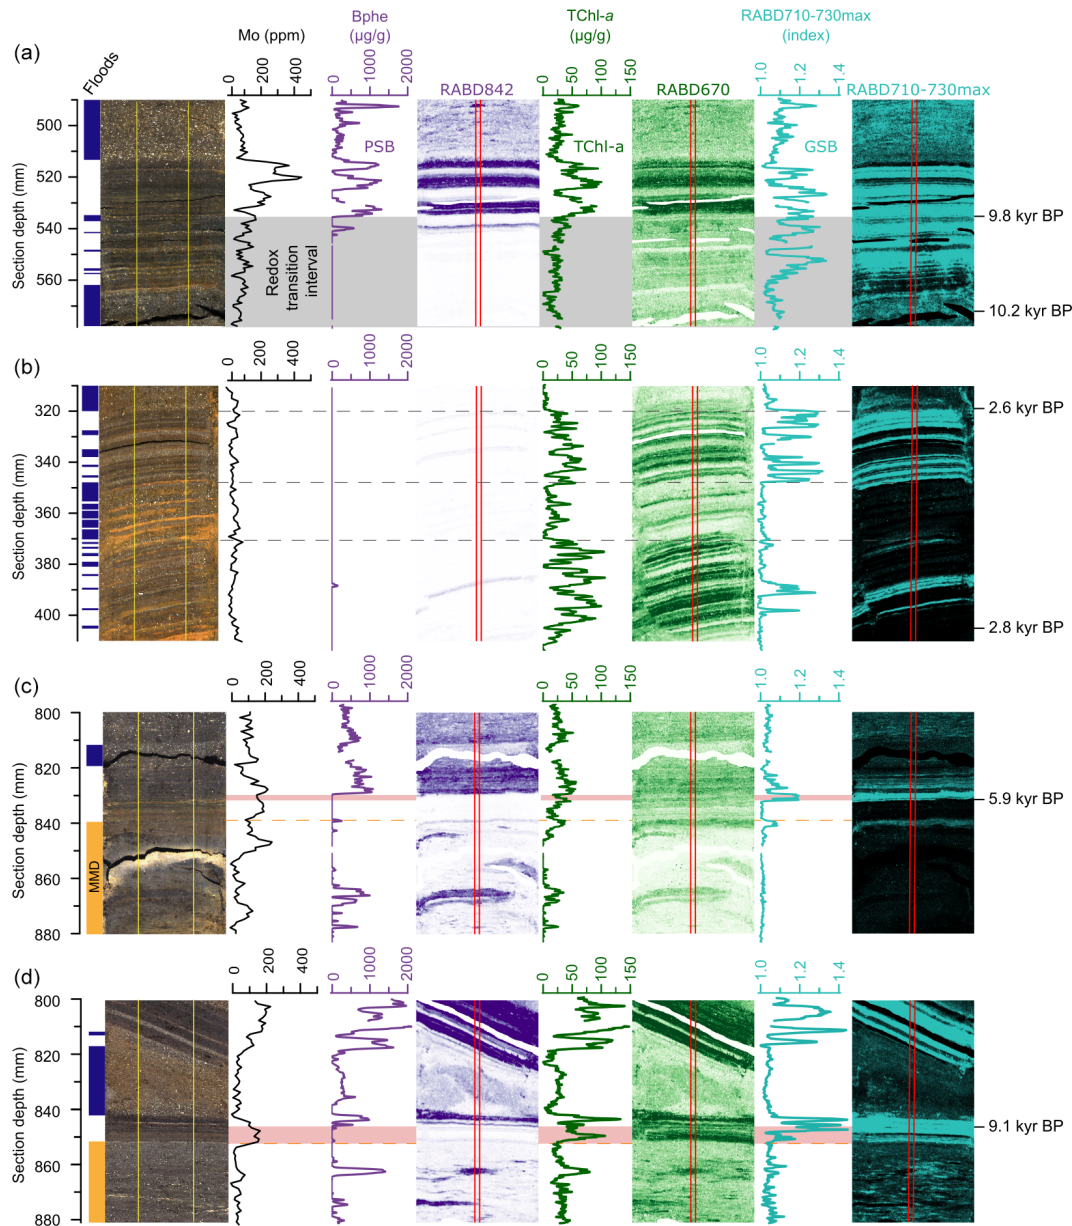 (a)
Floods
Mo (ppm)
Bphe
(µg/g)
TChl-a
(µg/g)
RABD710-730max
(index)
0
200
400
0
1000
2000
RABD842
0
50
100
150
RABD670
1.0
1.2
1.4
RABD710-730max
Section depth (mm)
500
520
540
560
PSB
TChl-a
GSB
Redox
transition
interval
9.8 kyr BP
10.2 kyr BP
(b)
0
200
400
0
1000
2000
0
50
100
150
1.0
1.2
1.4
Section depth (mm)
320
340
360
380
400
2.6 kyr BP
2.8 kyr BP
(c)
0
200
400
0
1000
2000
0
50
100
150
1.0
1.2
1.4
Section depth (mm)
800
820
840
860
880
MMD
5.9 kyr BP
(d)
0
200
400
0
1000
2000
0
50
100
150
1.0
1.2
1.4
Section depth (mm)
800
820
840
860
880
9.1 kyr BP